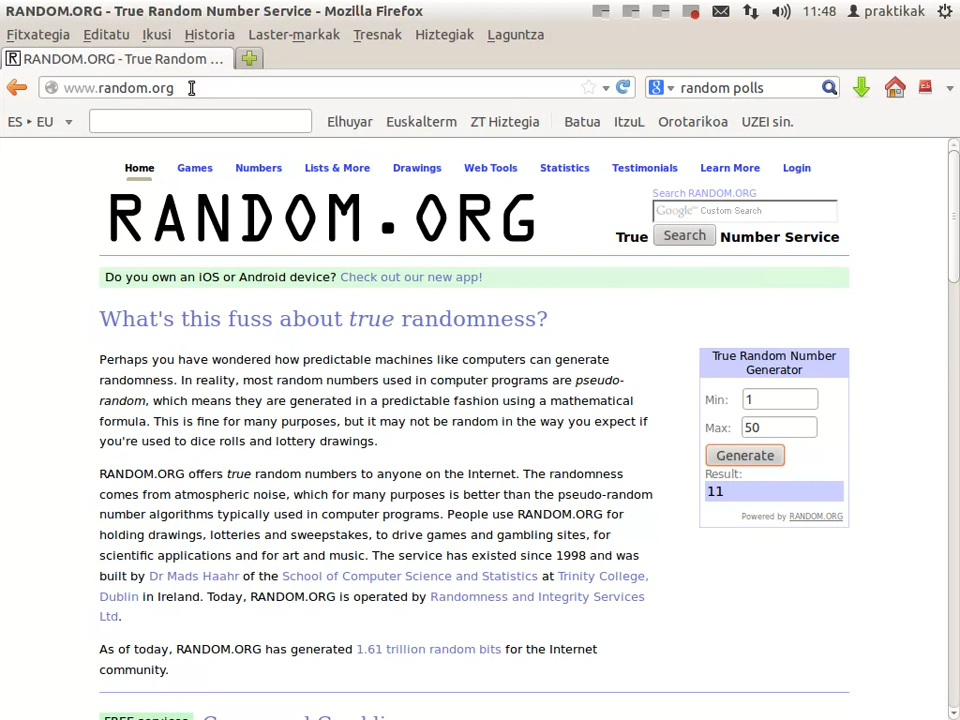 RANDOM.ORG - True Random Number Service - Mozilla Firefox
11:48 praktikak
Fitxategia Editatu Ikusi Historia Laster-markak Tresnak Hiztegiak Laguntza
RANDOM.ORG - True Random ...
www.random.org
random polls
ES ▸ EU Elhuyar Euskalterm ZT Hiztegia Batua ItzuL Orotarikoa UZEI sin.
Home Games Numbers Lists & More Drawings Web Tools Statistics Testimonials Learn More Login
RANDOM.ORG
Search RANDOM.ORG
Google™ Custom Search
True Search Number Service
Do you own an iOS or Android device? Check out our new app!
What's this fuss about true randomness?
Perhaps you have wondered how predictable machines like computers can generate
randomness. In reality, most random numbers used in computer programs are pseudo-
random, which means they are generated in a predictable fashion using a mathematical
formula. This is fine for many purposes, but it may not be random in the way you expect if
you're used to dice rolls and lottery drawings.
RANDOM.ORG offers true random numbers to anyone on the Internet. The randomness
comes from atmospheric noise, which for many purposes is better than the pseudo-random
number algorithms typically used in computer programs. People use RANDOM.ORG for
holding drawings, lotteries and sweepstakes, to drive games and gambling sites, for
scientific applications and for art and music. The service has existed since 1998 and was
built by Dr Mads Haahr of the School of Computer Science and Statistics at Trinity College,
Dublin in Ireland. Today, RANDOM.ORG is operated by Randomness and Integrity Services
Ltd.
As of today, RANDOM.ORG has generated 1.61 trillion random bits for the Internet
community.
True Random Number
Generator
Min: 1
Max: 50
Generate
Result:
11
Powered by RANDOM.ORG
FREE services